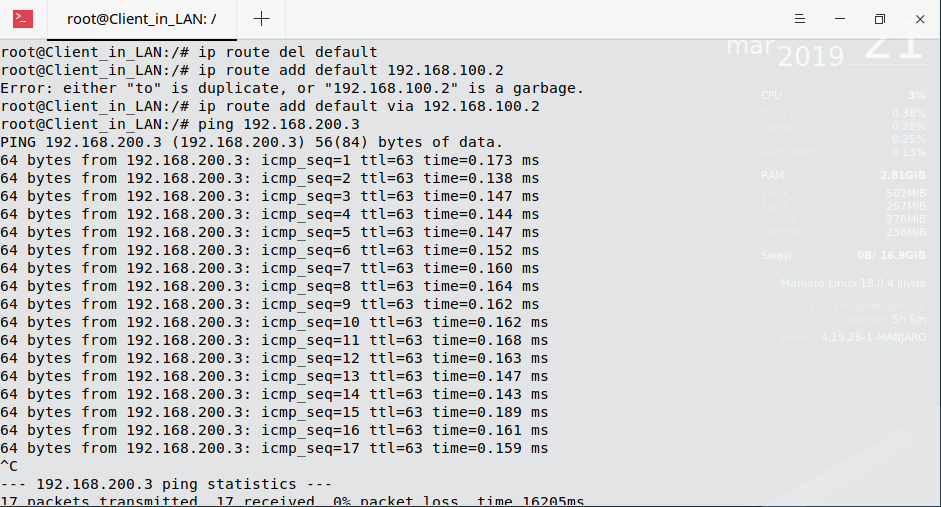 root@Client_in_LAN: /
mar 2019 21
root@Client_in_LAN:/# ip route del default
root@Client_in_LAN:/# ip route add default 192.168.100.2
Error: either "to" is duplicate, or "192.168.100.2" is a garbage.
root@Client_in_LAN:/# ip route add default via 192.168.100.2
root@Client_in_LAN:/# ping 192.168.200.3
PING 192.168.200.3 (192.168.200.3) 56(84) bytes of data.
64 bytes from 192.168.200.3: icmp_seq=1 ttl=63 time=0.173 ms
64 bytes from 192.168.200.3: icmp_seq=2 ttl=63 time=0.138 ms
64 bytes from 192.168.200.3: icmp_seq=3 ttl=63 time=0.147 ms
64 bytes from 192.168.200.3: icmp_seq=4 ttl=63 time=0.144 ms
64 bytes from 192.168.200.3: icmp_seq=5 ttl=63 time=0.147 ms
64 bytes from 192.168.200.3: icmp_seq=6 ttl=63 time=0.152 ms
64 bytes from 192.168.200.3: icmp_seq=7 ttl=63 time=0.160 ms
64 bytes from 192.168.200.3: icmp_seq=8 ttl=63 time=0.164 ms
64 bytes from 192.168.200.3: icmp_seq=9 ttl=63 time=0.162 ms
64 bytes from 192.168.200.3: icmp_seq=10 ttl=63 time=0.162 ms
64 bytes from 192.168.200.3: icmp_seq=11 ttl=63 time=0.168 ms
64 bytes from 192.168.200.3: icmp_seq=12 ttl=63 time=0.163 ms
64 bytes from 192.168.200.3: icmp_seq=13 ttl=63 time=0.147 ms
64 bytes from 192.168.200.3: icmp_seq=14 ttl=63 time=0.143 ms
64 bytes from 192.168.200.3: icmp_seq=15 ttl=63 time=0.189 ms
64 bytes from 192.168.200.3: icmp_seq=16 ttl=63 time=0.161 ms
64 bytes from 192.168.200.3: icmp_seq=17 ttl=63 time=0.159 ms
^C
--- 192.168.200.3 ping statistics ---
17 packets transmitted, 17 received, 0% packet loss, time 16205ms
CPU 3%
0.38%
0.38%
0.25%
0.13%
RAM 2.81GiB
502MiB
297MiB
278MiB
236MiB
Swap 0B/ 16.9GiB
Manjaro Linux 18.0.4 Illyria
5h 5m
4.19.28-1-MANJARO